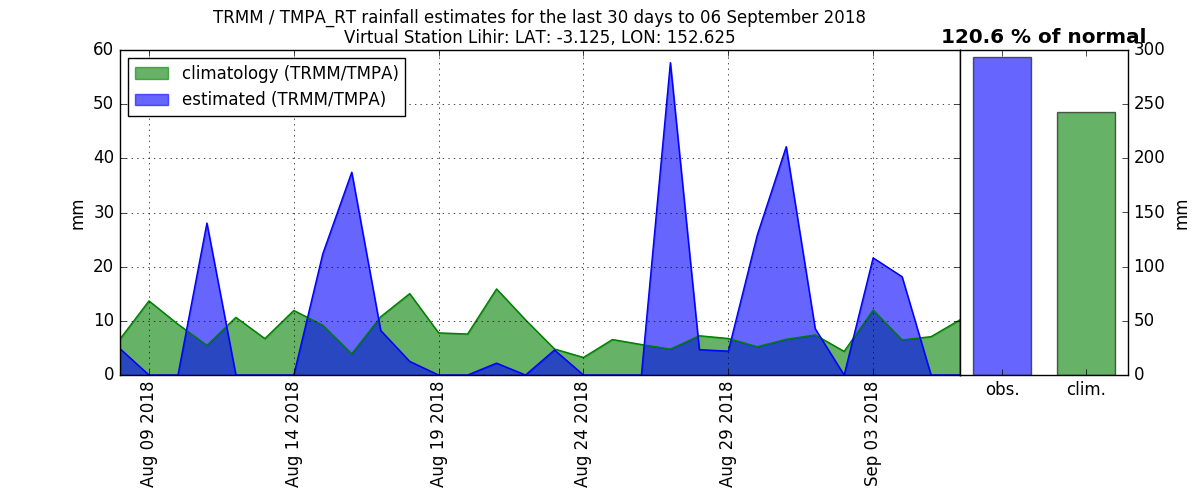 TRMM / TMPA_RT rainfall estimates for the last 30 days to 06 September 2018
Virtual Station Lihir: LAT: -3.125, LON: 152.625
120.6 % of normal
climatology (TRMM/TMPA)
estimated (TRMM/TMPA)
mm
60
50
40
30
20
10
0
Aug 09 2018
Aug 14 2018
Aug 19 2018
Aug 24 2018
Aug 29 2018
Sep 03 2018
obs.
clim.
300
250
200
150
100
50
0
mm